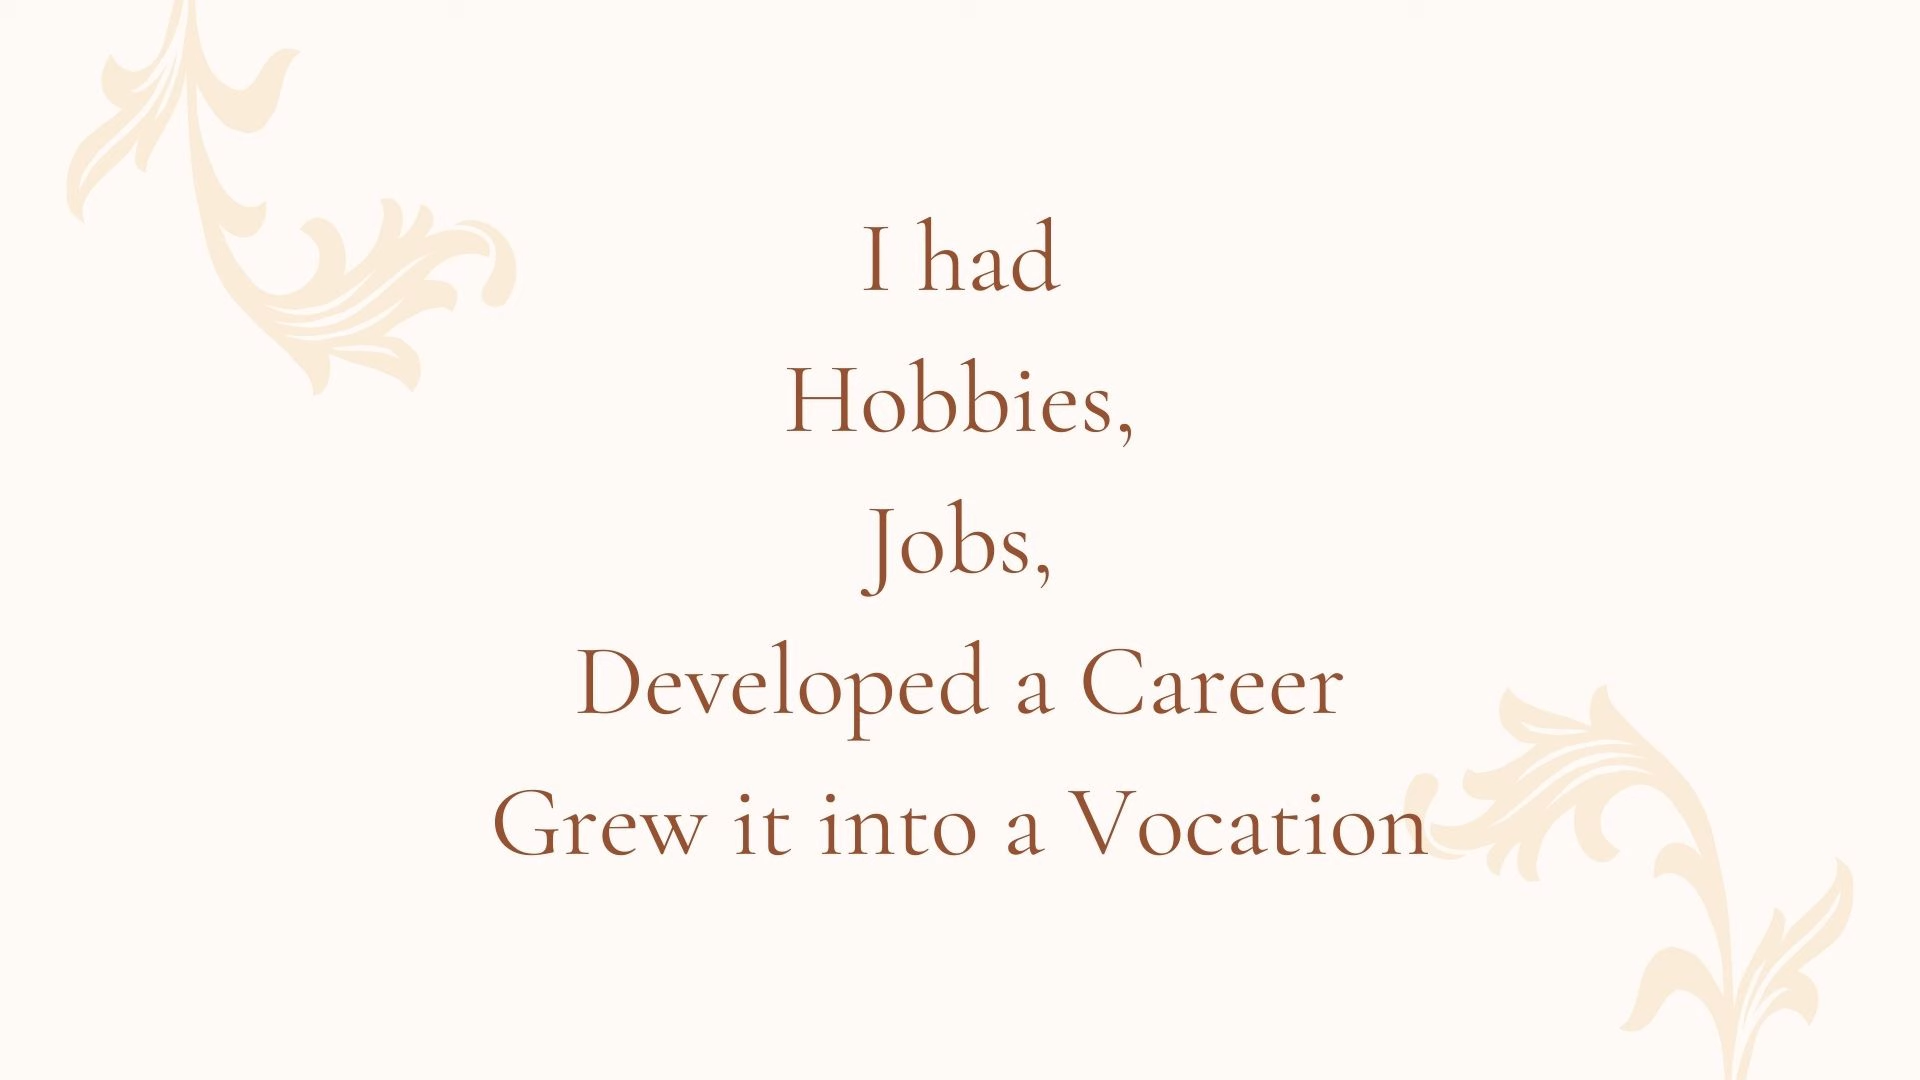 I had
Hobbies,
Jobs,
Developed a Career
Grew it into a Vocation